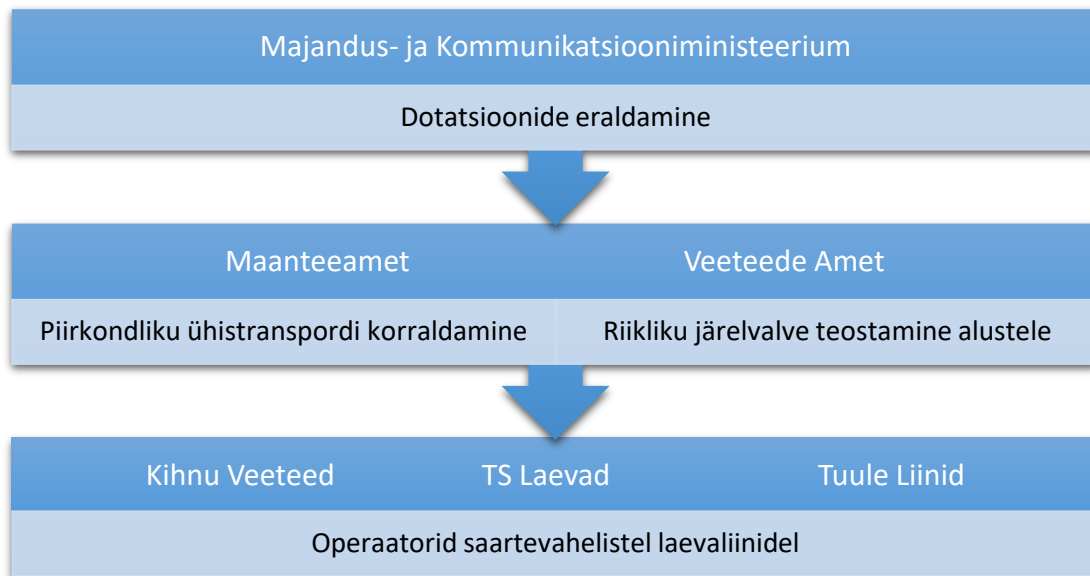 Majandus- ja Kommunikatsiooniministeerium
Dotatsioonide eraldamine
Maanteeamet Veeteede Amet
Piirkondliku ühistranspordi korraldamine Riikliku järelvalve teostamine alustele
Kihnu Veeteed TS Laevad Tuule Liinid
Operaatorid saartevahelistel laevaliinidel